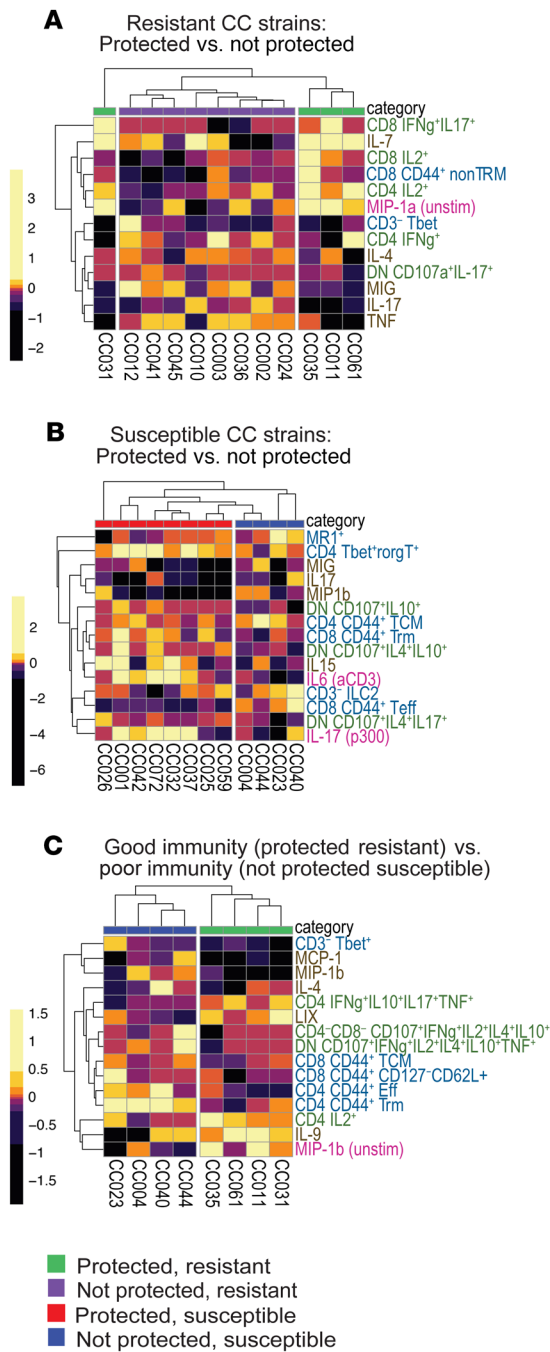 A
Resistant CC strains:
Protected vs. not protected
category
CD8 IFNg⁺IL17⁺
IL-7
CD8 IL2⁺
CD8 CD44⁺ nonTRM
CD4 IL2⁺
MIP-1a (unstim)
CD3⁻ Tbet
CD4 IFNg⁺
IL-4
DN CD107a⁺IL-17⁺
MIG
IL-17
TNF
3
2
1
0
−1
−2
CC031
CC012
CC041
CC045
CC010
CC003
CC036
CC002
CC024
CC035
CC011
CC061
B
Susceptible CC strains:
Protected vs. not protected
category
MR1⁺
CD4 Tbet⁺rorgT⁺
MIG
IL17
MIP1b
DN CD107⁺IL10⁺
CD4 CD44⁺ TCM
CD8 CD44⁺ Trm
DN CD107⁺IL4⁺IL10⁺
IL15
IL6 (aCD3)
CD3⁻ ILC2
CD8 CD44⁺ Teff
DN CD107⁺IL4⁺IL17⁺
IL-17 (p300)
2
0
−2
−4
−6
CC026
CC001
CC042
CC072
CC032
CC037
CC025
CC059
CC004
CC044
CC023
CC040
C
Good immunity (protected resistant) vs.
poor immunity (not protected susceptible)
category
CD3⁻ Tbet⁺
MCP-1
MIP-1b
IL-4
CD4 IFNg⁺IL10⁺IL17⁺TNF⁺
LIX
CD4⁻CD8⁻ CD107⁺IFNg⁺IL2⁺IL4⁺IL10⁺
DN CD107⁺IFNg⁺IL2⁺IL4⁺IL10⁺TNF⁺
CD8 CD44⁺ TCM
CD8 CD44⁺ CD127⁻CD62L+
CD4 CD44⁺ Eff
CD4 CD44⁺ Trm
CD4 IL2⁺
IL-9
MIP-1b (unstim)
1.5
1
0.5
0
−0.5
−1
−1.5
CC023
CC004
CC040
CC044
CC035
CC061
CC011
CC031
Protected, resistant
Not protected, resistant
Protected, susceptible
Not protected, susceptible